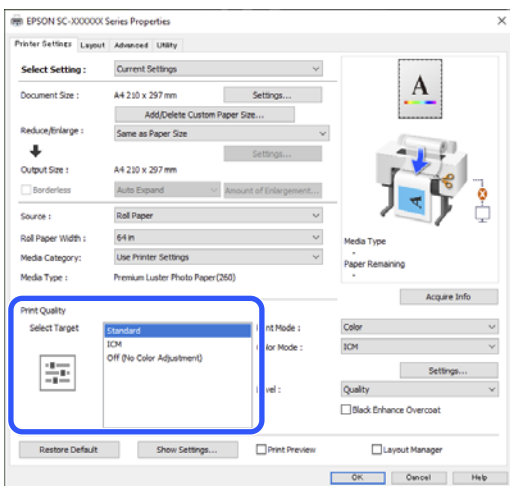 EPSON SC-XXXXXX Series Properties
Printer Settings Layout Advanced Utility
Select Setting : Current Settings
Document Size : A4 210 x 297 mm Settings...
Add/Delete Custom Paper Size...
Reduce/Enlarge : Same as Paper Size
Settings...
Output Size : A4 210 x 297 mm
Borderless Auto Expand Amount of Enlargement...
Source : Roll Paper
Roll Paper Width : 64 in
Media Category: Use Printer Settings
Media Type : Premium Luster Photo Paper(260)
A
Media Type
-
Paper Remaining
-
Acquire Info
Print Quality
Select Target Standard
ICM
Off (No Color Adjustment)
nt Mode : Color
or Mode : ICM
Settings...
vel : Quality
Black Enhance Overcoat
Restore Default Show Settings... Print Preview Layout Manager
OK Cancel Help